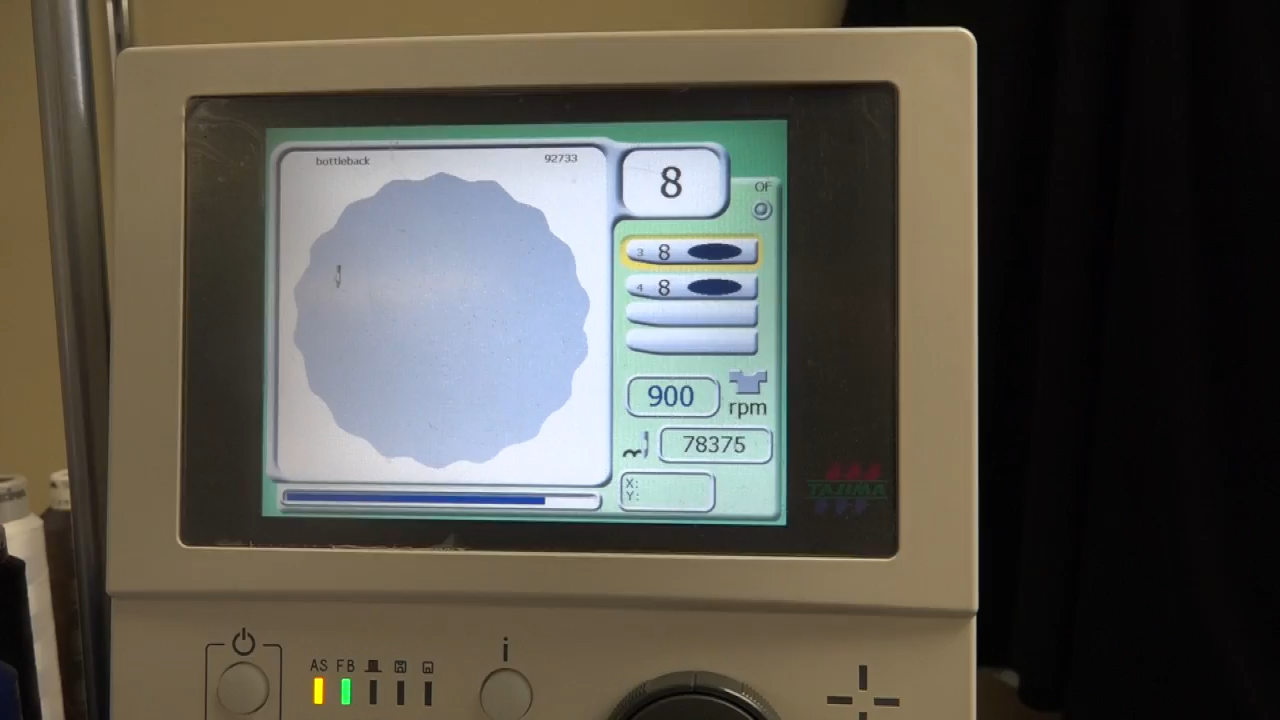 bottleback 92733
8
OF
3 8
4 8
900
rpm
78375
X:
Y:
TAJIMA
i
AS FB